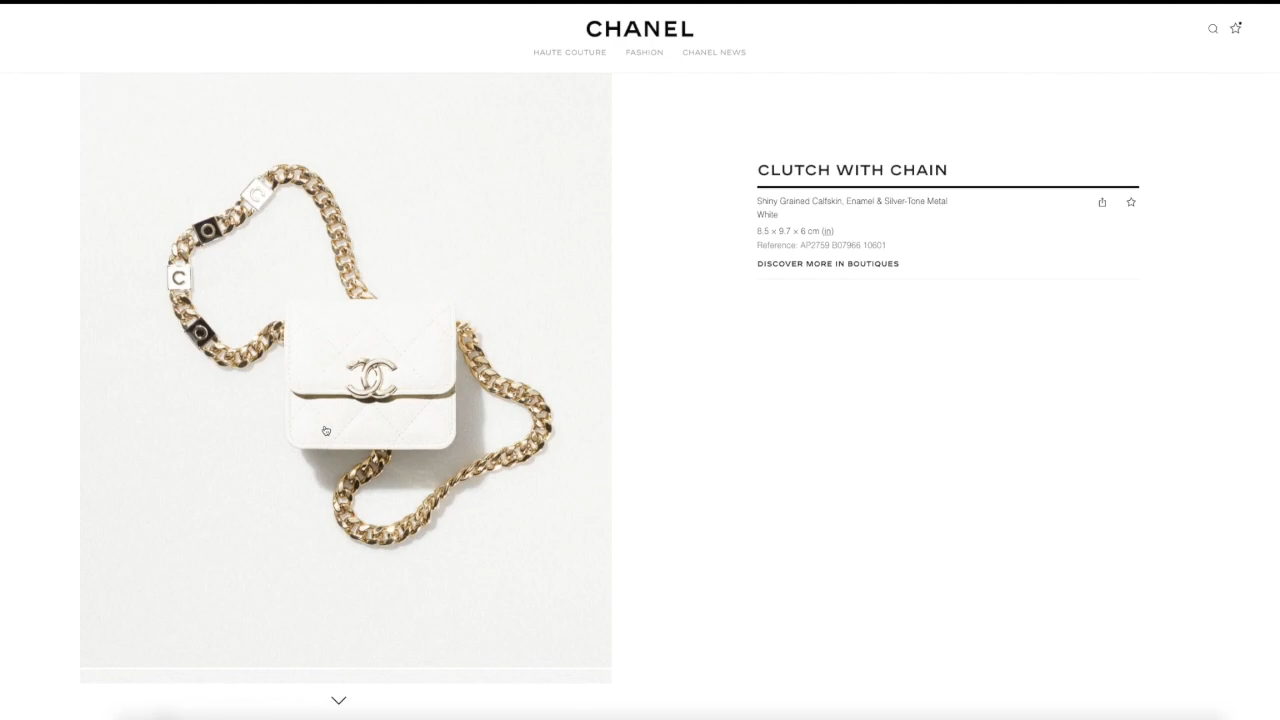 CHANEL
HAUTE COUTURE FASHION CHANEL NEWS
C
O
C
O
CLUTCH WITH CHAIN
Shiny Grained Calfskin, Enamel & Silver-Tone Metal
White
8.5 × 9.7 × 6 cm (in)
Reference: AP2759 B07966 10601
DISCOVER MORE IN BOUTIQUES